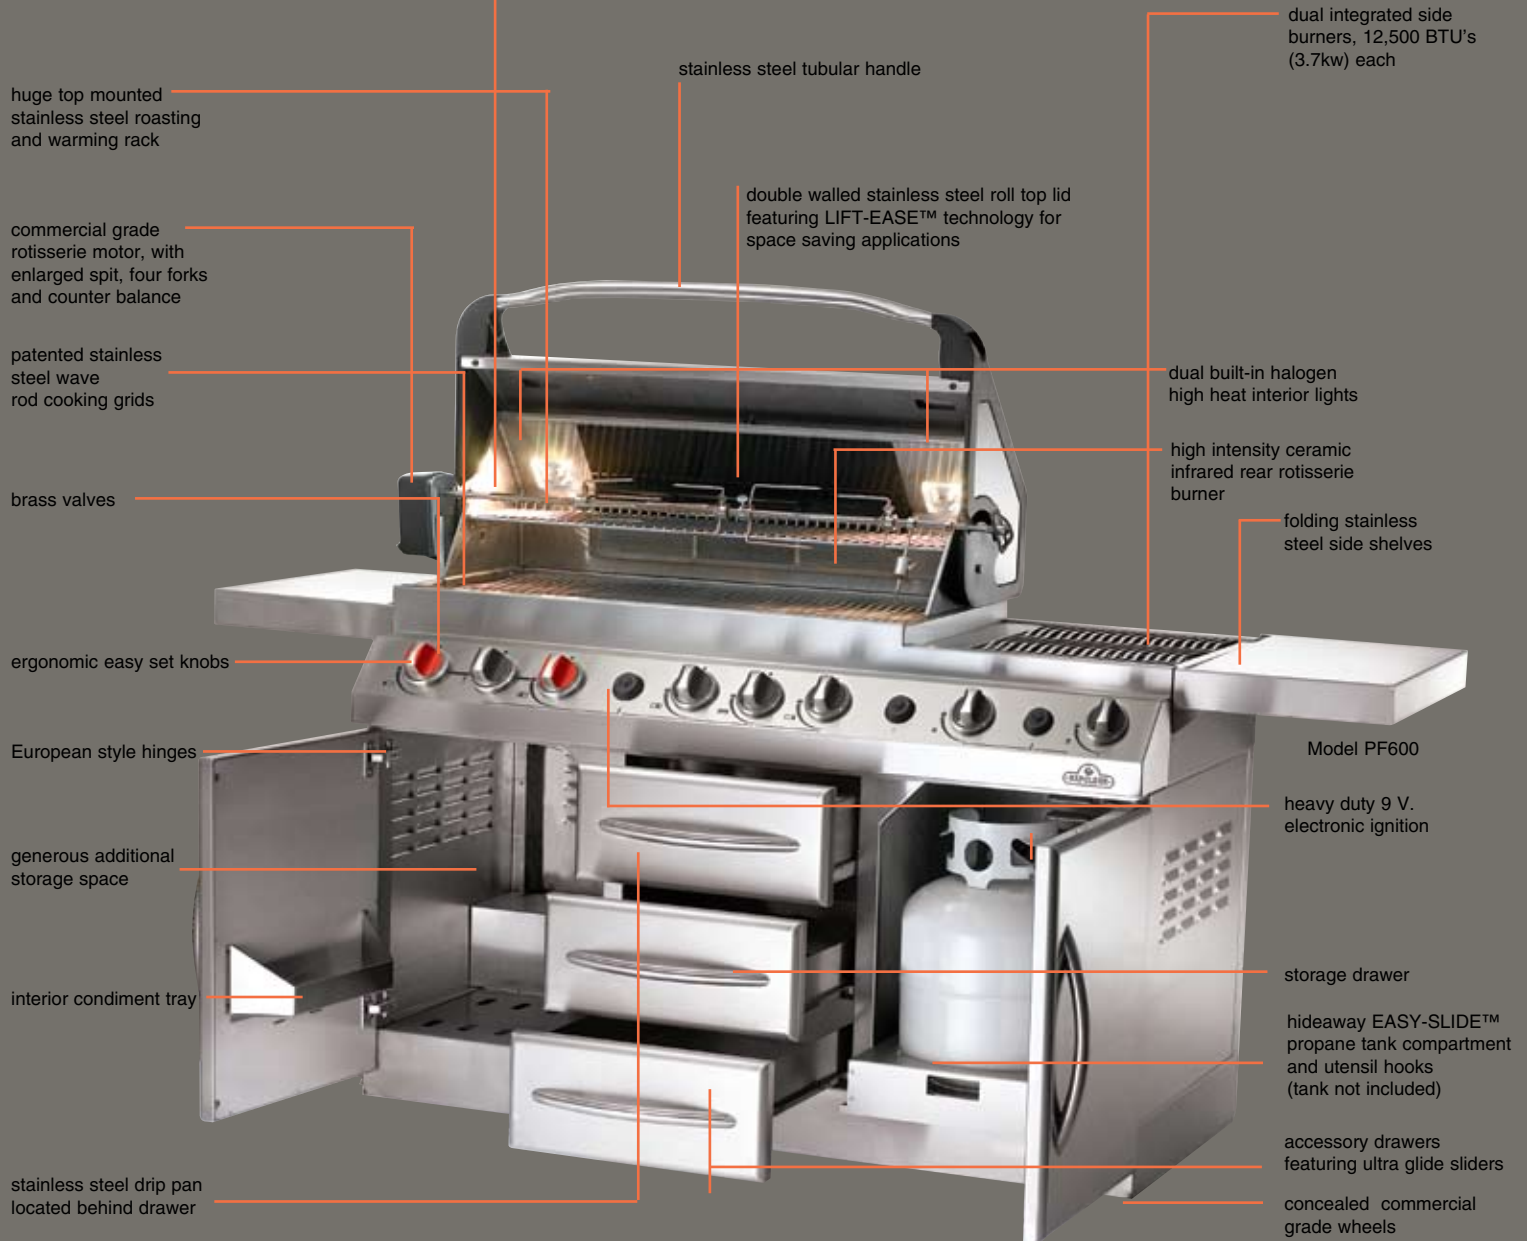 dual integrated side
burners, 12,500 BTU's
(3.7kw) each
stainless steel tubular handle
huge top mounted
stainless steel roasting
and warming rack
double walled stainless steel roll top lid
featuring LIFT-EASE™ technology for
space saving applications
commercial grade
rotisserie motor, with
enlarged spit, four forks
and counter balance
patented stainless
steel wave
rod cooking grids
dual built-in halogen
high heat interior lights
high intensity ceramic
infrared rear rotisserie
burner
brass valves
folding stainless
steel side shelves
ergonomic easy set knobs
European style hinges
Model PF600
NAPOLEON
heavy duty 9 V.
electronic ignition
generous additional
storage space
storage drawer
interior condiment tray
hideaway EASY-SLIDE™
propane tank compartment
and utensil hooks
(tank not included)
accessory drawers
featuring ultra glide sliders
stainless steel drip pan
located behind drawer
concealed  commercial
grade wheels